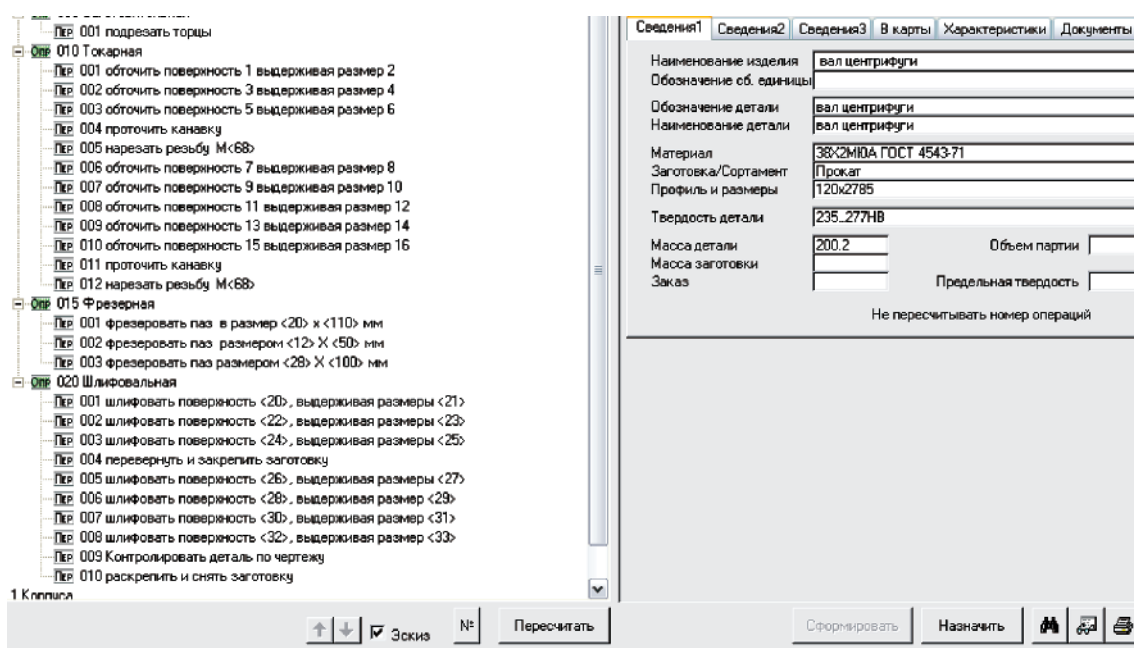 Пер 001 подрезать торцы
Опр 010 Токарная
Пер 001 обточить поверхность 1 выдерживая размер 2
Пер 002 обточить поверхность 3 выдерживая размер 4
Пер 003 обточить поверхность 5 выдерживая размер 6
Пер 004 проточить канавку
Пер 005 нарезать резьбу М<68>
Пер 006 обточить поверхность 7 выдерживая размер 8
Пер 007 обточить поверхность 9 выдерживая размер 10
Пер 008 обточить поверхность 11 выдерживая размер 12
Пер 009 обточить поверхность 13 выдерживая размер 14
Пер 010 обточить поверхность 15 выдерживая размер 16
Пер 011 проточить канавку
Пер 012 нарезать резьбу М<68>
Опр 015 Фрезерная
Пер 001 фрезеровать паз в размер <20> х <110> мм
Пер 002 фрезеровать паз размером <12> Х <50> мм
Пер 003 фрезеровать паз размером <28> Х <100> мм
Опр 020 Шлифовальная
Пер 001 шлифовать поверхность <20>, выдерживая размеры <21>
Пер 002 шлифовать поверхность <22>, выдерживая размеры <23>
Пер 003 шлифовать поверхность <24>, выдерживая размеры <25>
Пер 004 перевернуть и закрепить заготовку
Пер 005 шлифовать поверхность <26>, выдерживая размеры <27>
Пер 006 шлифовать поверхность <28>, выдерживая размер <29>
Пер 007 шлифовать поверхность <30>, выдерживая размер <31>
Пер 008 шлифовать поверхность <32>, выдерживая размер <33>
Пер 009 Контролировать деталь по чертежу
Пер 010 раскрепить и снять заготовку
1 Корпуса
Эскиз № Пересчитать
Сведения1 Сведения2 Сведения3 В карты Характеристики Документы
Наименование изделия вал центрифуги
Обозначение сб. единицы
Обозначение детали вал центрифуги
Наименование детали вал центрифуги
Материал 38Х2МЮА ГОСТ 4543-71
Заготовка/Сортамент Прокат
Профиль и размеры 120x2785
Твердость детали 235...277НВ
Масса детали 200.2 Объем партии
Масса заготовки
Заказ Предельная твердость
Не пересчитывать номер операций
Сформировать Назначить